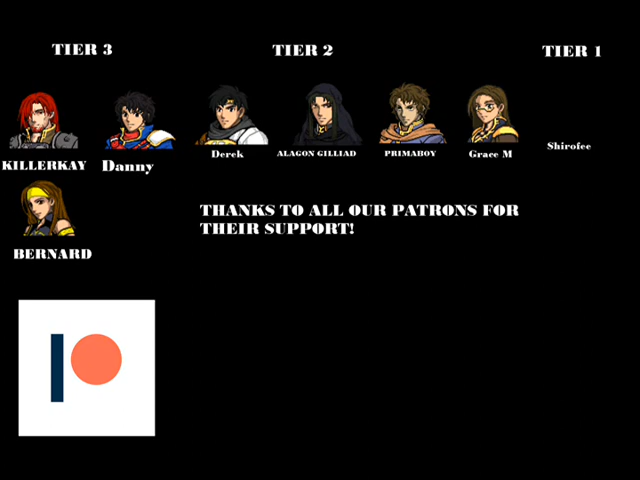 TIER 3
TIER 2
TIER 1
KILLERKAY
Danny
Derek
ALAGON GILLIAD
PRIMABOY
Grace M
Shirofee
BERNARD
THANKS TO ALL OUR PATRONS FOR
THEIR SUPPORT!